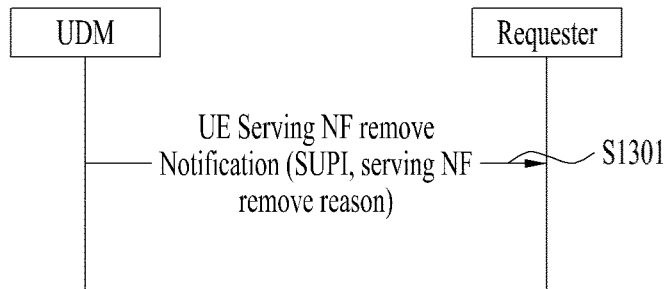 UDM
Requester
UE Serving NF remove
Notification (SUPI, serving NF
remove reason)
S1301